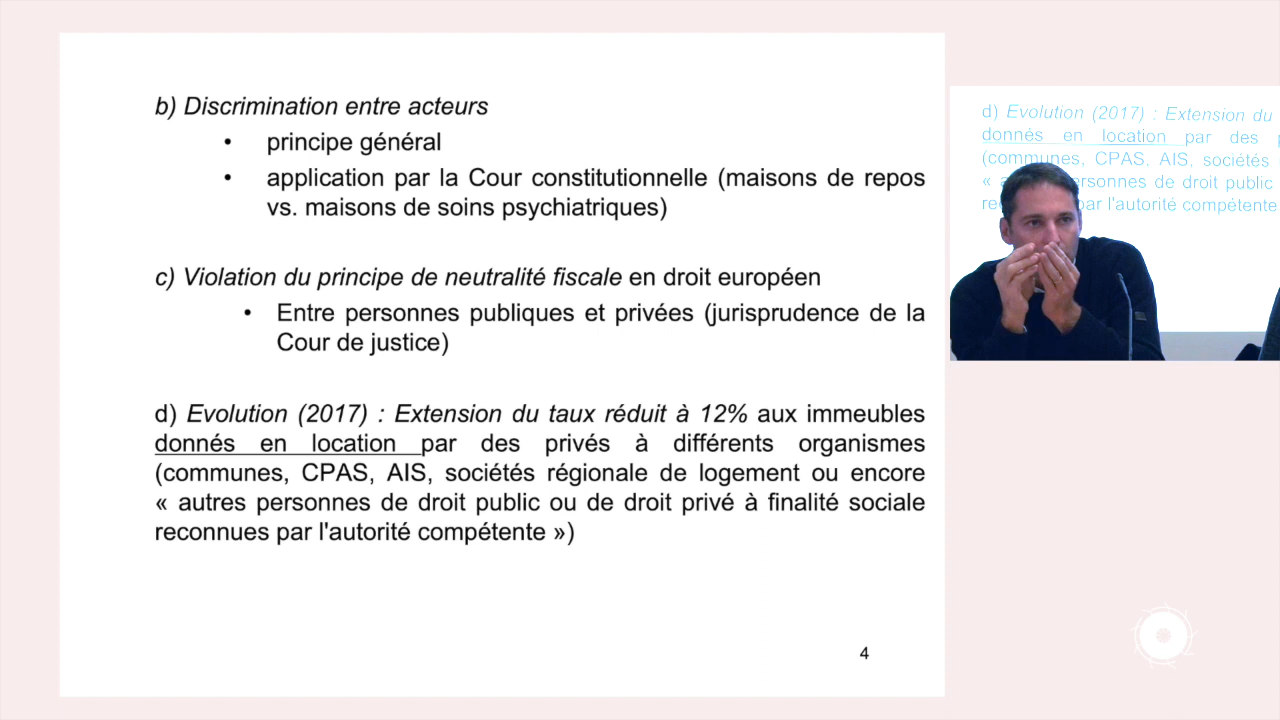 b) Discrimination entre acteurs
• principe général
• application par la Cour constitutionnelle (maisons de repos
vs. maisons de soins psychiatriques)
c) Violation du principe de neutralité fiscale en droit européen
• Entre personnes publiques et privées (jurisprudence de la
Cour de justice)
d) Evolution (2017) : Extension du taux réduit à 12% aux immeubles
donnés en location par des privés à différents organismes
(communes, CPAS, AIS, sociétés régionale de logement ou encore
« autres personnes de droit public ou de droit privé à finalité sociale
reconnues par l'autorité compétente »)
4
d) Evolution (2017) : Extension du
donnés en location par des
(communes, CPAS, AIS, sociétés
« personnes de droit public
par l'autorité compétente